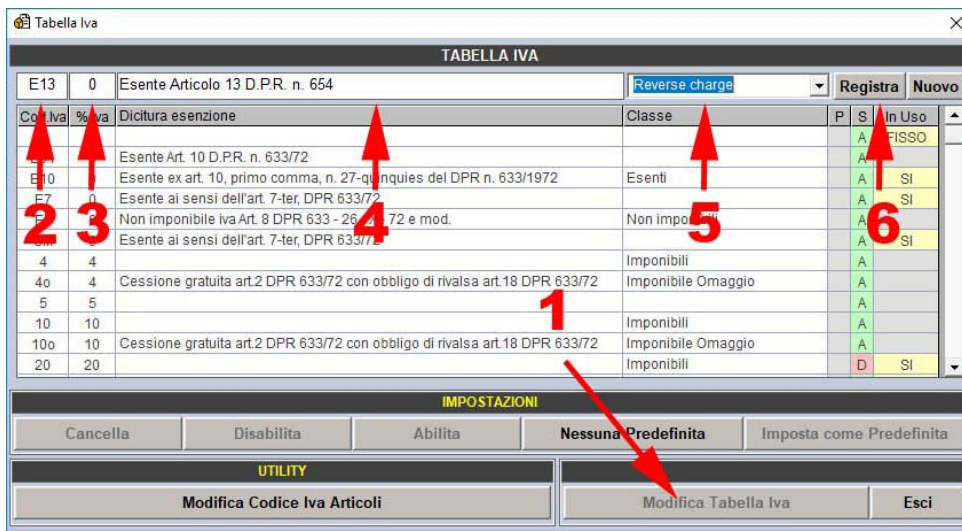 Tabella Iva
TABELLA IVA
E13 0 Esente Articolo 13 D.P.R. n. 654 Reverse charge Registra Nuovo
% Dicitura esenzione Classe P S In Uso
A FISSO
Esente Art. 10 D.P.R. n. 633/72 A
Esente ex art. 10, primo comma, n. 27-quinquies del DPR n. 633/1972 Esenti A SI
E7 0 Esente ai sensi dell'art. 7-ter, DPR 633/72 A SI
Non imponibile iva Art. 8 DPR 633 - 72 e mod. Non imponibili A
Esente ai sensi dell'art. 7-ter, DPR 633/72 A SI
4 4 Imponibili A
4o 4 Cessione gratuita art.2 DPR 633/72 con obbligo di rivalsa art.18 DPR 633/72 Imponibile Omaggio A
5 5 A
10 10 Imponibili A
10o 10 Cessione gratuita art.2 DPR 633/72 con obbligo di rivalsa art.18 DPR 633/72 Imponibile Omaggio A
20 20 Imponibili D SI
2 3 4 5 6
1
IMPOSTAZIONI
Cancella Disabilita Abilita Nessuna Predefinita Imposta come Predefinita
UTILITY
Modifica Codice Iva Articoli Modifica Tabella Iva Esci